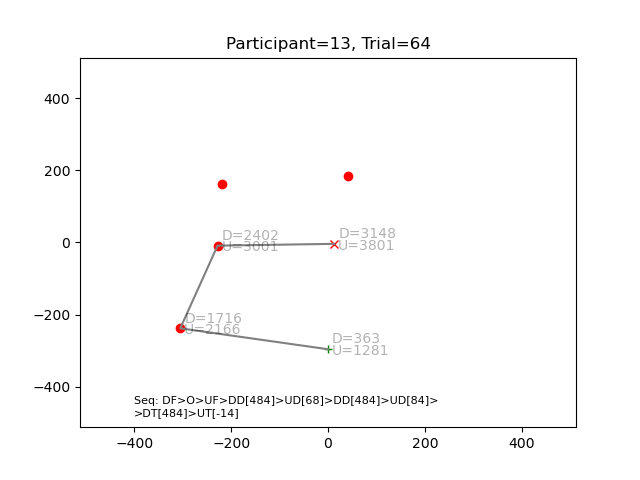 Participant=13, Trial=64
400
200
0
−200
−400
D=2402
U=3001
D=3148
U=3801
D=1716
U=2166
D=363
U=1281
Seq: DF>O>UF>DD[484]>UD[68]>DD[484]>UD[84]>
>DT[484]>UT[-14]
−400 −200 0 200 400